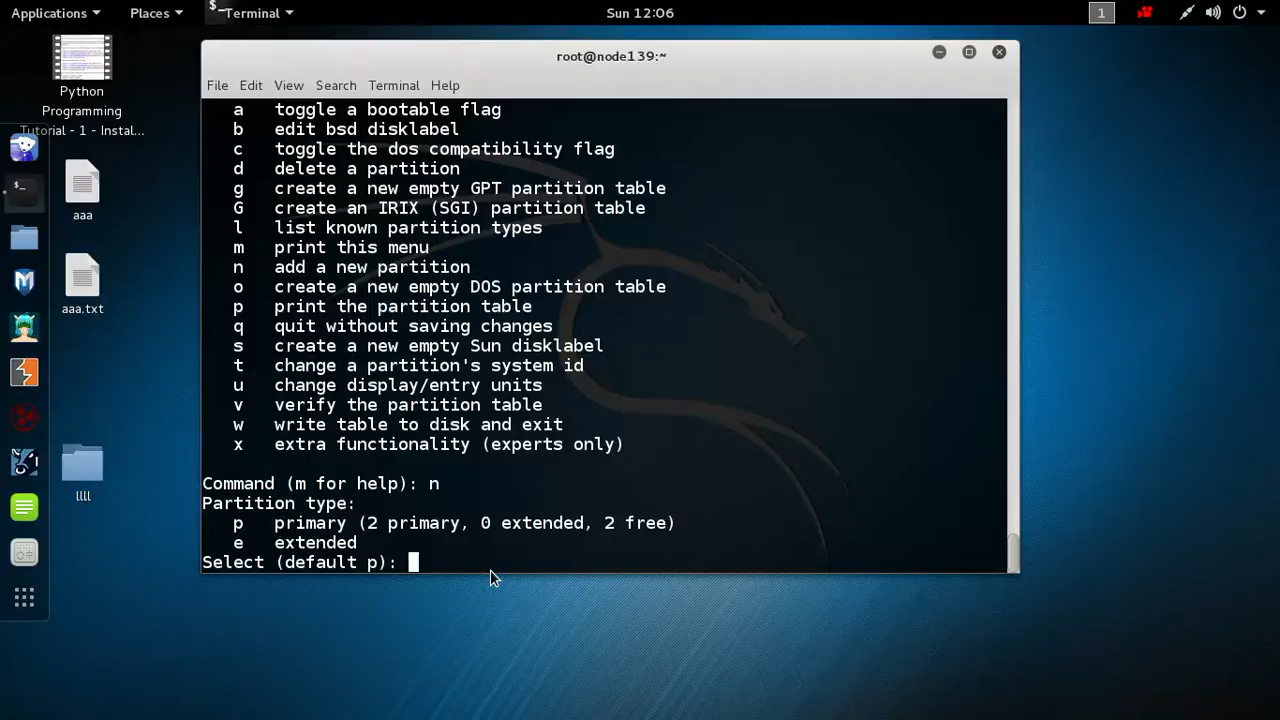 Applications
Places
Terminal
Sun 12:06
1
Python
Programming
Tutorial - 1 - Instal...
aaa
aaa.txt
llll
root@node139:~
File Edit View Search Terminal Help
a toggle a bootable flag
b edit bsd disklabel
c toggle the dos compatibility flag
d delete a partition
g create a new empty GPT partition table
G create an IRIX (SGI) partition table
l list known partition types
m print this menu
n add a new partition
o create a new empty DOS partition table
p print the partition table
q quit without saving changes
s create a new empty Sun disklabel
t change a partition's system id
u change display/entry units
v verify the partition table
w write table to disk and exit
x extra functionality (experts only)
Command (m for help): n
Partition type:
p primary (2 primary, 0 extended, 2 free)
e extended
Select (default p):